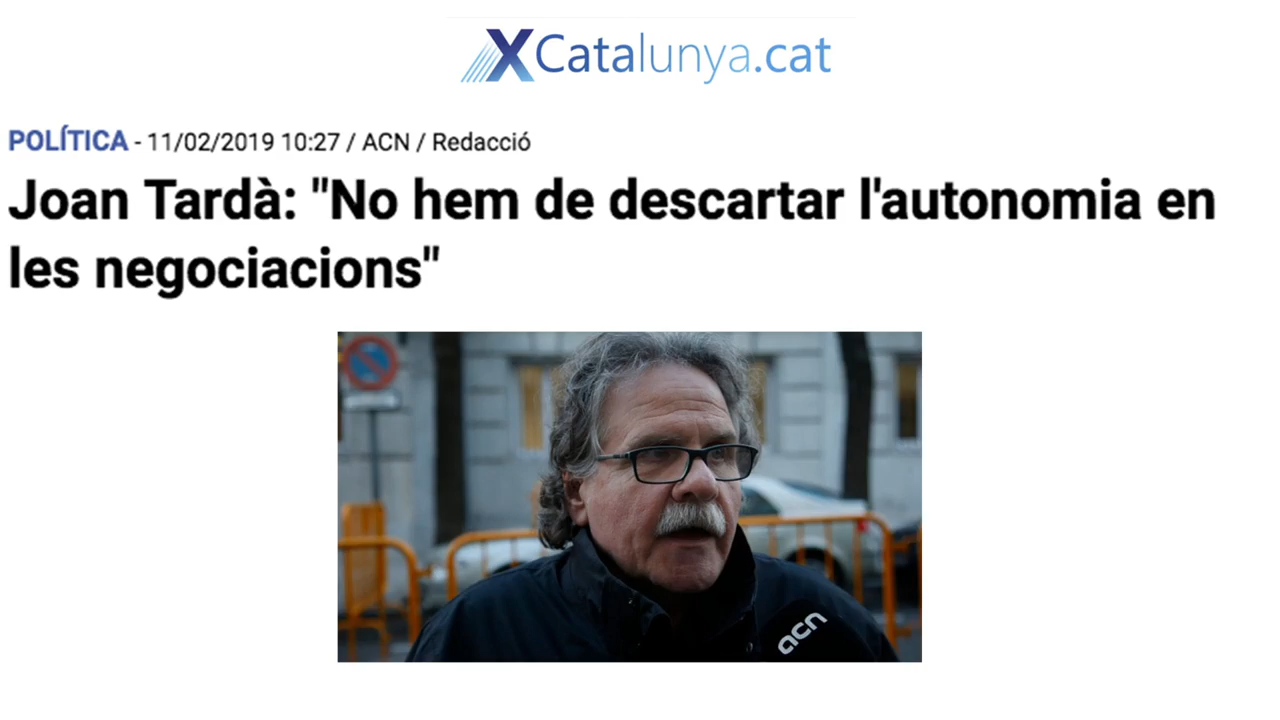 XCatalunya.cat
POLÍTICA - 11/02/2019 10:27 / ACN / Redacció
Joan Tardà: "No hem de descartar l'autonomia en
les negociacions"
acn